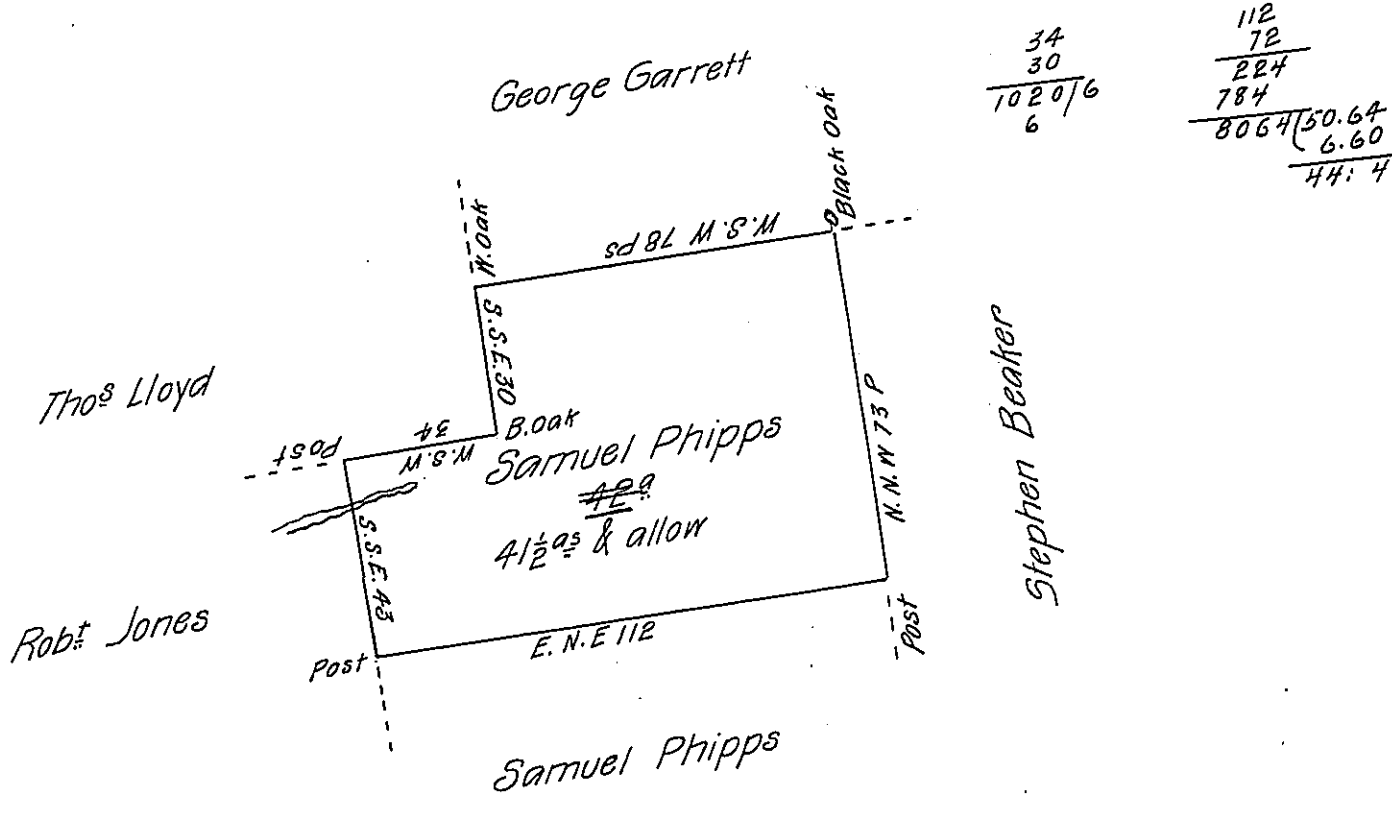 George Garrett
34
30
1020/6
6
112
72
224
784
8064(50.64
6.60
44: 4
W. Oak
Black Oak
W. S. W 78 ps
S. S. E. 30
Thos Lloyd
Post
34
W. S. W
B. Oak
Samuel Phipps
42a
41½ as & allow
N. N. W 73 P
Stephen Beaker
S. S. E. 43
Robt Jones
Post
E. N. E 112
Post
Samuel Phipps